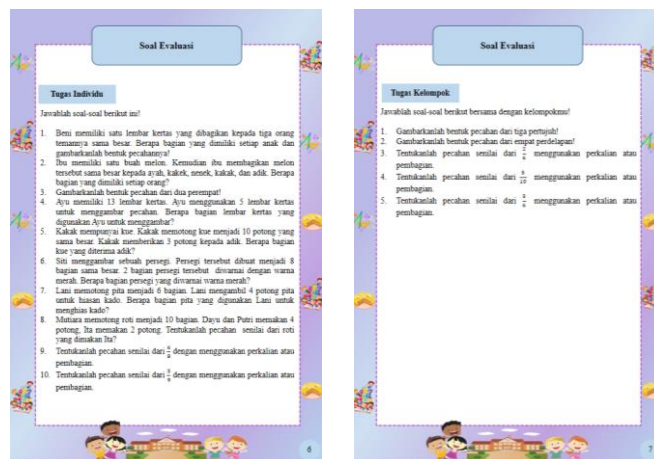 Soal Evaluasi
Tugas Individu
Jawablah soal-soal berikut ini!
1. Beni memiliki satu lembar kertas yang dibagikan kepada tiga orang
temannya sama besar. Berapa bagian yang dimiliki setiap anak dan
gambarkanlah bentuk pecahannya!
2. Ibu memiliki satu buah melon. Kemudian ibu membagikan melon
tersebut sama besar kepada ayah, kakek, nenek, kakak, dan adik. Berapa
bagian yang dimiliki setiap orang?
3. Gambarkanlah bentuk pecahan dari dua perempat!
4. Ayu memiliki 13 lembar kertas. Ayu menggunakan 5 lembar kertas
untuk menggambar pecahan. Berapa bagian lembar kertas yang
digunakan Ayu untuk menggambar?
5. Kakak mempunyai kue. Kakak memotong kue menjadi 10 potong yang
sama besar. Kakak memberikan 3 potong kepada adik. Berapa bagian
kue yang diterima adik?
6. Siti menggambar sebuah persegi. Persegi tersebut dibuat menjadi 8
bagian sama besar. 2 bagian persegi tersebut diwarnai dengan warna
merah. Berapa bagian persegi yang diwarnai warna merah?
7. Lani memotong pita menjadi 6 bagian. Lani mengambil 4 potong pita
untuk hiasan kado. Berapa bagian pita yang digunakan Lani untuk
menghias kado?
8. Mutiara memotong roti menjadi 10 bagian. Dayu dan Putri memakan 4
potong, Ita memakan 2 potong. Tentukanlah pecahan senilai dari roti
yang dimakan Ita?
9. Tentukanlah pecahan senilai dari dengan menggunakan perkalian atau
pembagian.
10. Tentukanlah pecahan senilai dari dengan menggunakan perkalian atau
pembagian.
6
Soal Evaluasi
Tugas Kelompok
Jawablah soal-soal berikut bersama dengan kelompokmu!
1. Gambarkanlah bentuk pecahan dari tiga pertujuh!
2. Gambarkanlah bentuk pecahan dari empat perdelapan!
3. Tentukanlah pecahan senilai dari menggunakan perkalian atau
pembagian.
4. Tentukanlah pecahan senilai dari menggunakan perkalian atau
pembagian.
5. Tentukanlah pecahan senilai dari menggunakan perkalian atau
pembagian.
7